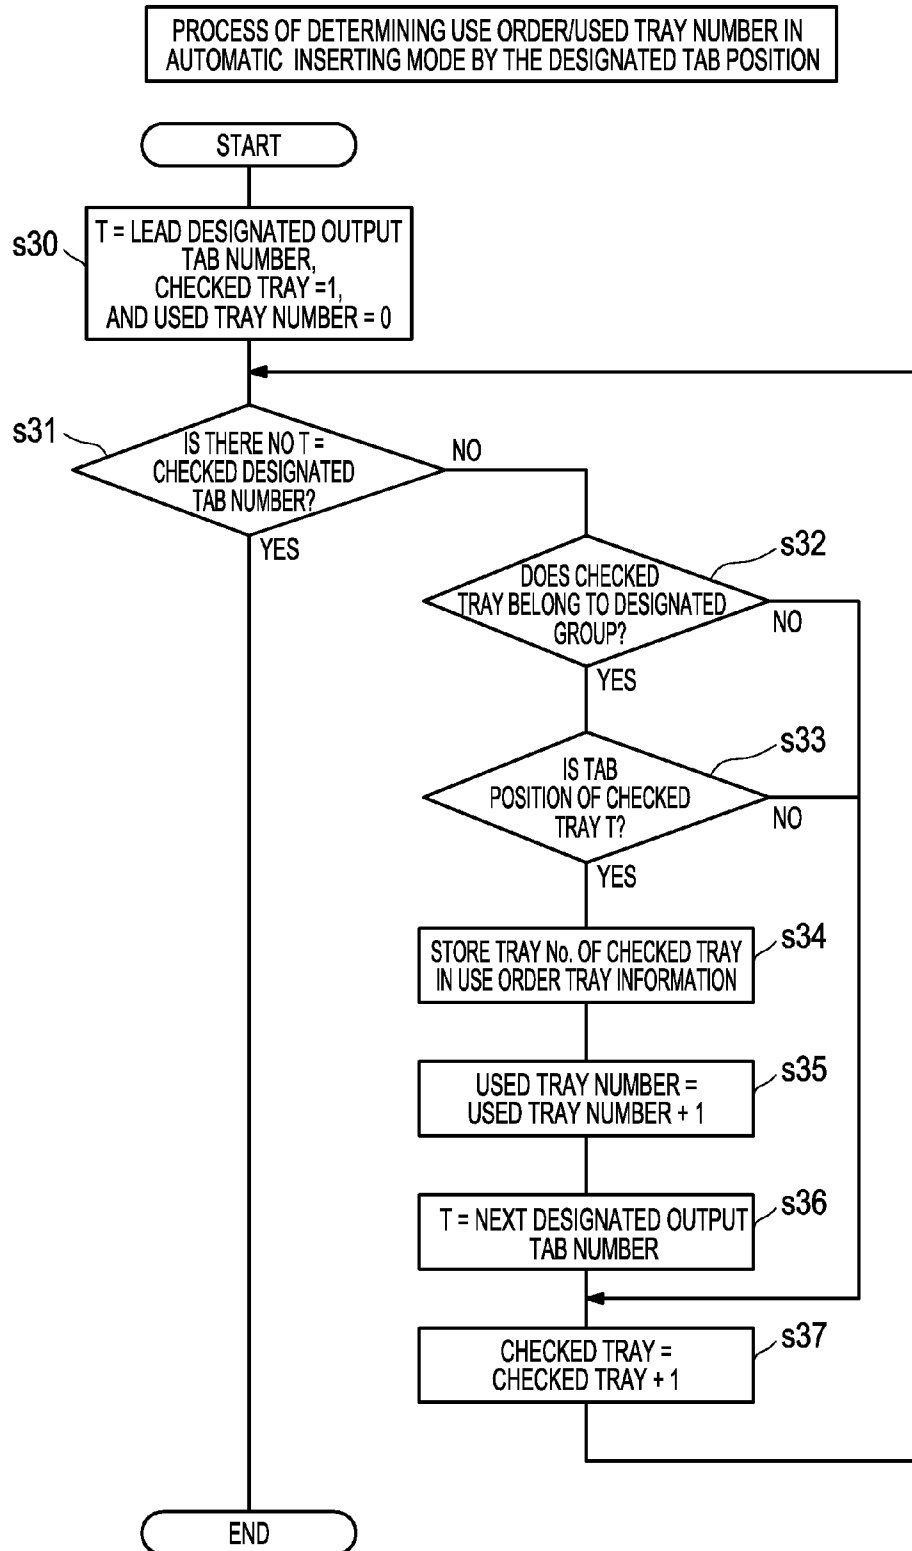 PROCESS OF DETERMINING USE ORDER/USED TRAY NUMBER IN
AUTOMATIC INSERTING MODE BY THE DESIGNATED TAB POSITION
START
s30
T = LEAD DESIGNATED OUTPUT
TAB NUMBER,
CHECKED TRAY =1,
AND USED TRAY NUMBER = 0
s31
IS THERE NO T =
CHECKED DESIGNATED
TAB NUMBER?
NO
YES
s32
DOES CHECKED
TRAY BELONG TO DESIGNATED
GROUP?
NO
YES
s33
IS TAB
POSITION OF CHECKED
TRAY T?
NO
YES
s34
STORE TRAY No. OF CHECKED TRAY
IN USE ORDER TRAY INFORMATION
s35
USED TRAY NUMBER =
USED TRAY NUMBER + 1
s36
T = NEXT DESIGNATED OUTPUT
TAB NUMBER
s37
CHECKED TRAY =
CHECKED TRAY + 1
END